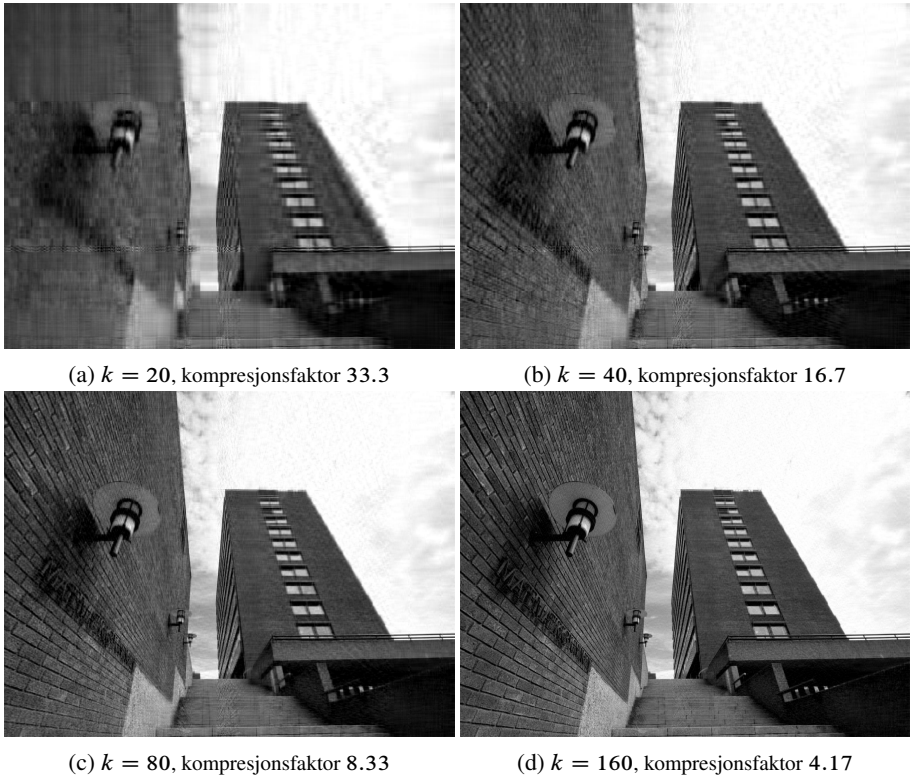 (a) k = 20, kompresjonsfaktor 33.3
(b) k = 40, kompresjonsfaktor 16.7
(c) k = 80, kompresjonsfaktor 8.33
(d) k = 160, kompresjonsfaktor 4.17